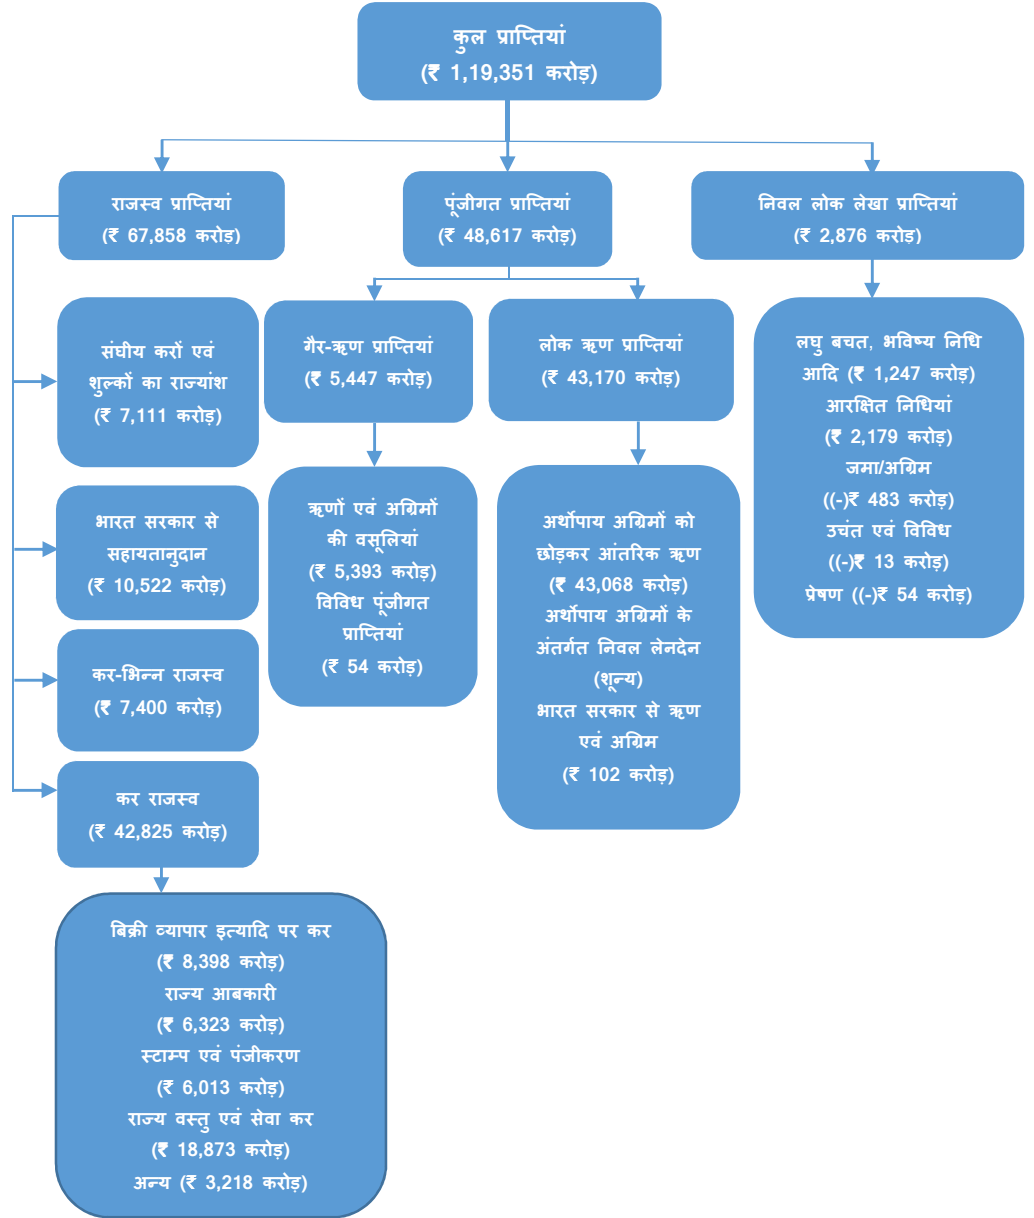 कुल प्राप्तियां
(₹ 1,19,351 करोड़)
राजस्व प्राप्तियां
(₹ 67,858 करोड़)
पूंजीगत प्राप्तियां
(₹ 48,617 करोड़)
निवल लोक लेखा प्राप्तियां
(₹ 2,876 करोड़)
संघीय करों एवं
शुल्कों का राज्यांश
(₹ 7,111 करोड़)
भारत सरकार से
सहायतानुदान
(₹ 10,522 करोड़)
कर-भिन्न राजस्व
(₹ 7,400 करोड़)
कर राजस्व
(₹ 42,825 करोड़)
बिक्री व्यापार इत्यादि पर कर
(₹ 8,398 करोड़)
राज्य आबकारी
(₹ 6,323 करोड़)
स्टाम्प एवं पंजीकरण
(₹ 6,013 करोड़)
राज्य वस्तु एवं सेवा कर
(₹ 18,873 करोड़)
अन्य (₹ 3,218 करोड़)
गैर-ऋण प्राप्तियां
(₹ 5,447 करोड़)
ऋणों एवं अग्रिमों
की वसूलियां
(₹ 5,393 करोड़)
विविध पूंजीगत
प्राप्तियां
(₹ 54 करोड़)
लोक ऋण प्राप्तियां
(₹ 43,170 करोड़)
अर्थोपाय अग्रिमों को
छोड़कर आंतरिक ऋण
(₹ 43,068 करोड़)
अर्थोपाय अग्रिमों के
अंतर्गत निवल लेनदेन
(शून्य)
भारत सरकार से ऋण
एवं अग्रिम
(₹ 102 करोड़)
लघु बचत, भविष्य निधि
आदि (₹ 1,247 करोड़)
आरक्षित निधियां
(₹ 2,179 करोड़)
जमा/अग्रिम
((-)₹ 483 करोड़)
उचंत एवं विविध
((-)₹ 13 करोड़)
प्रेषण ((-)₹ 54 करोड़)